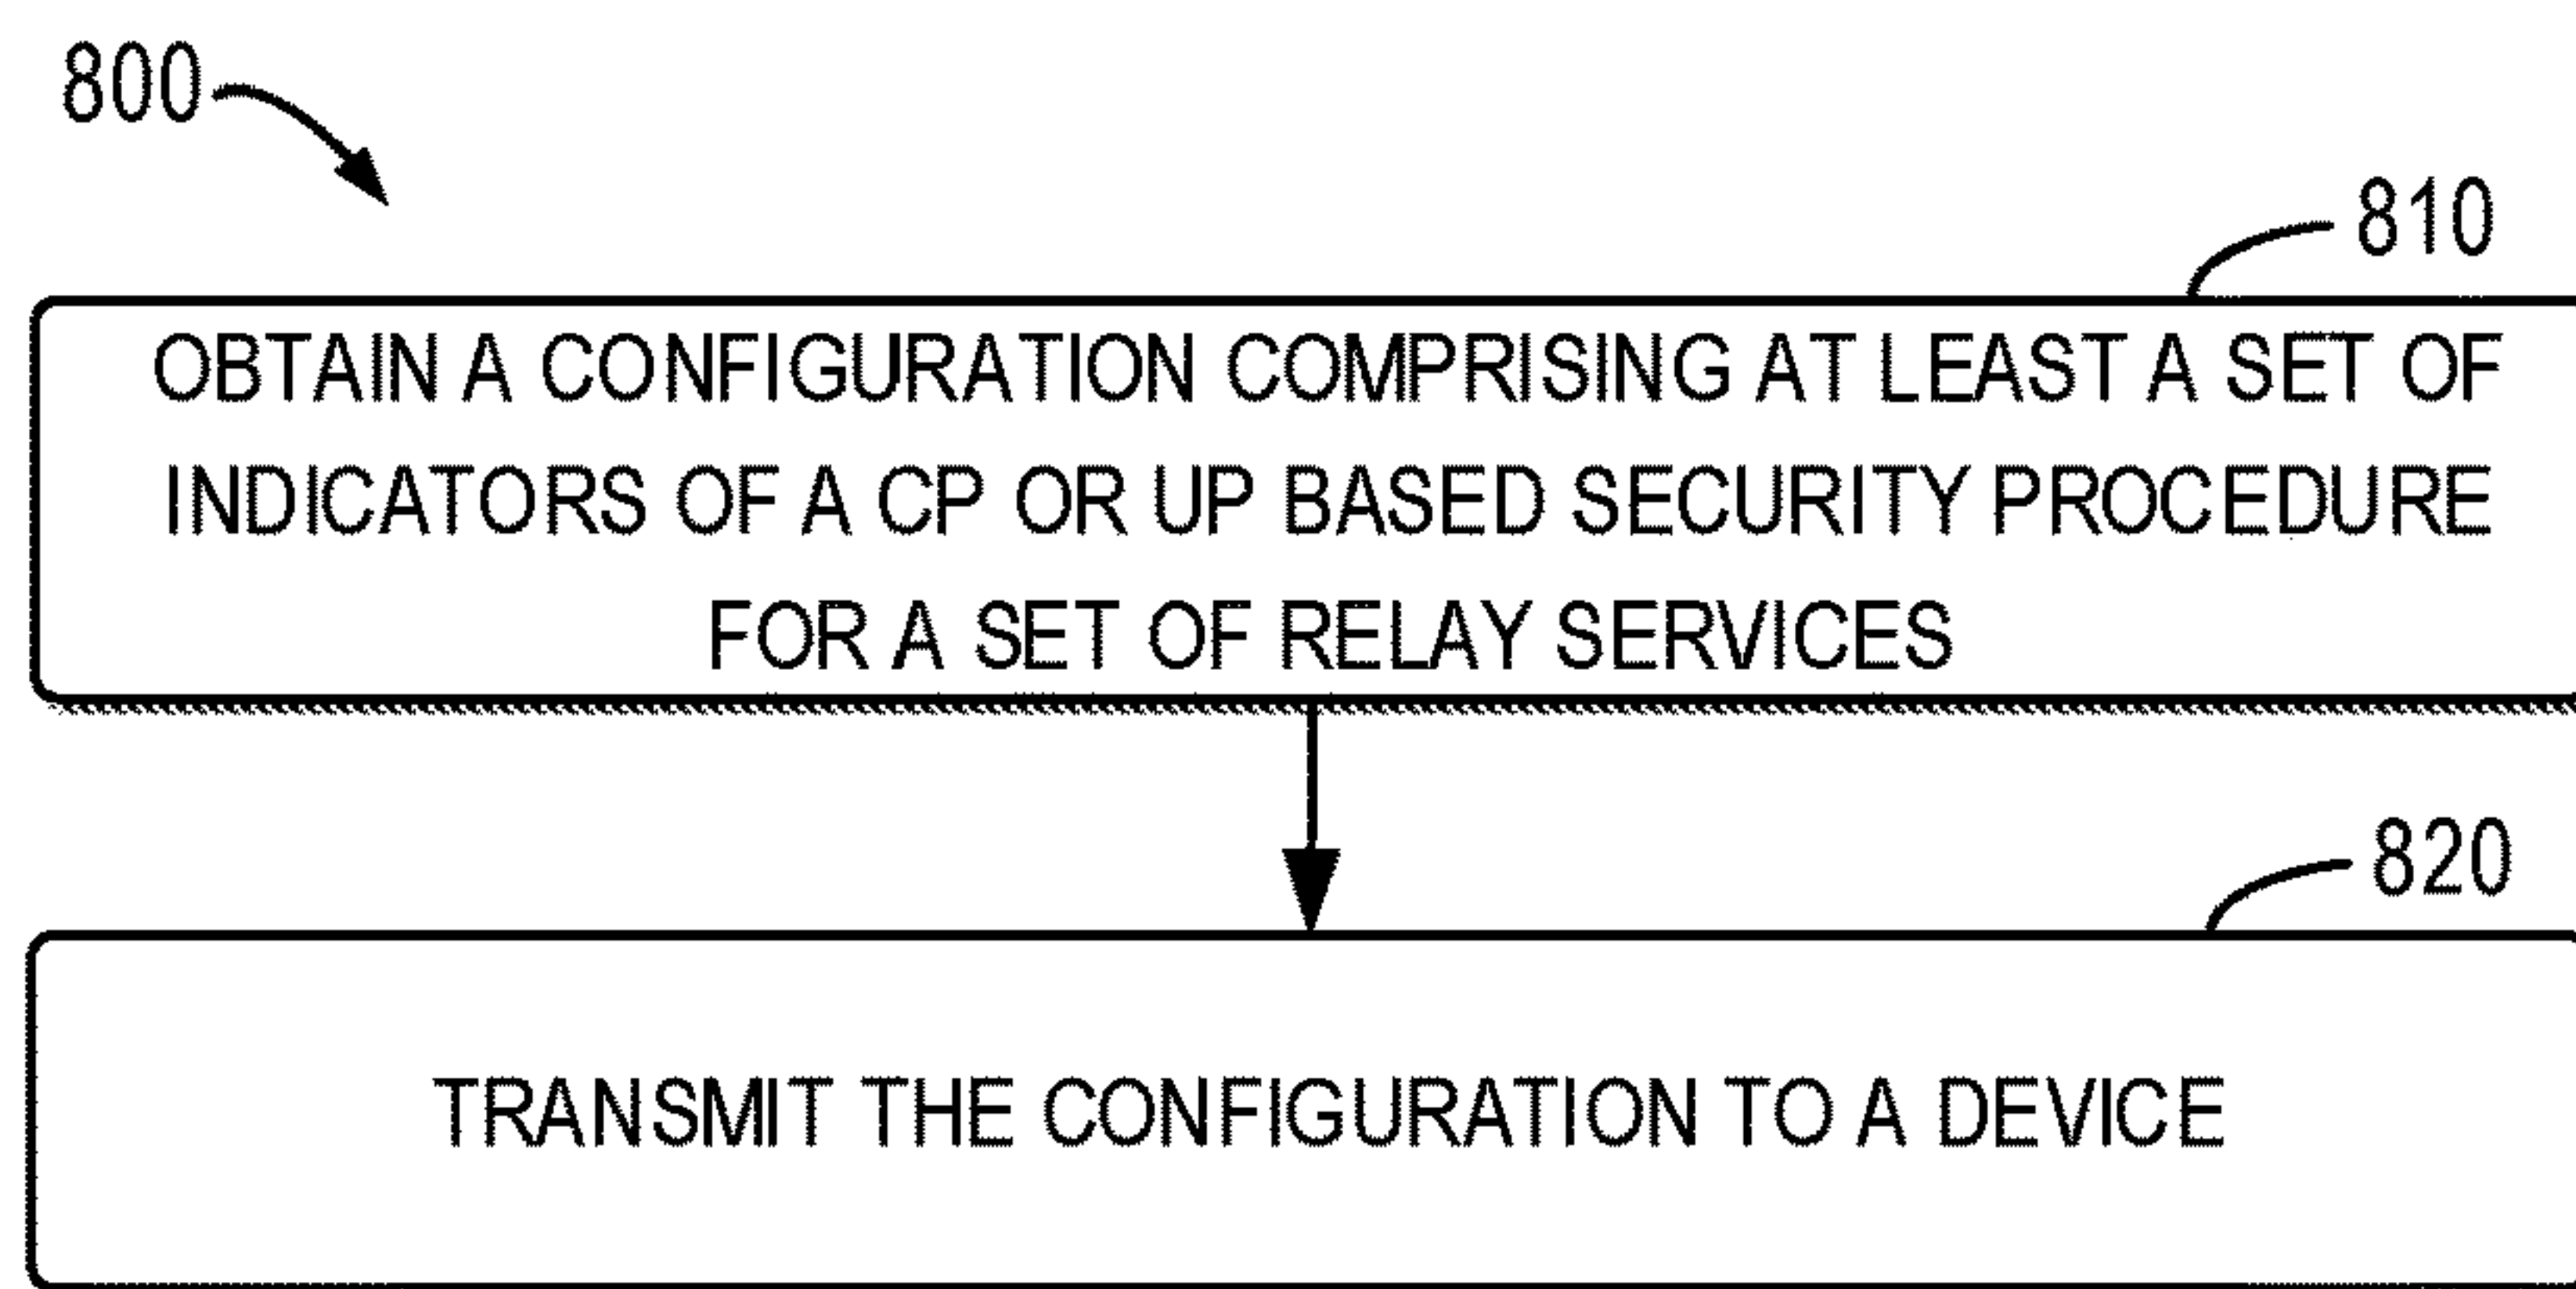 800
810
OBTAIN A CONFIGURATION COMPRISING AT LEAST A SET OF
INDICATORS OF A CP OR UP BASED SECURITY PROCEDURE
FOR A SET OF RELAY SERVICES
820
TRANSMIT THE CONFIGURATION TO A DEVICE